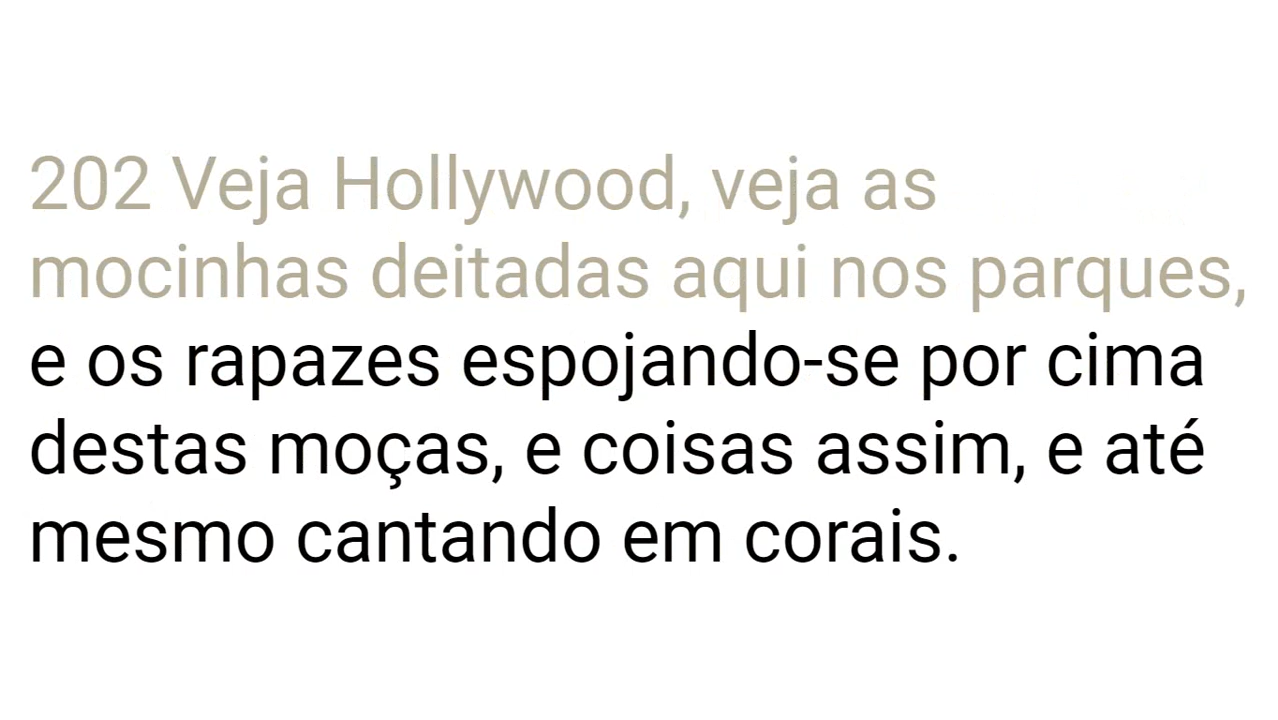 202 Veja Hollywood, veja as
mocinhas deitadas aqui nos parques,
e os rapazes espojando-se por cima
destas moças, e coisas assim, e até
mesmo cantando em corais.